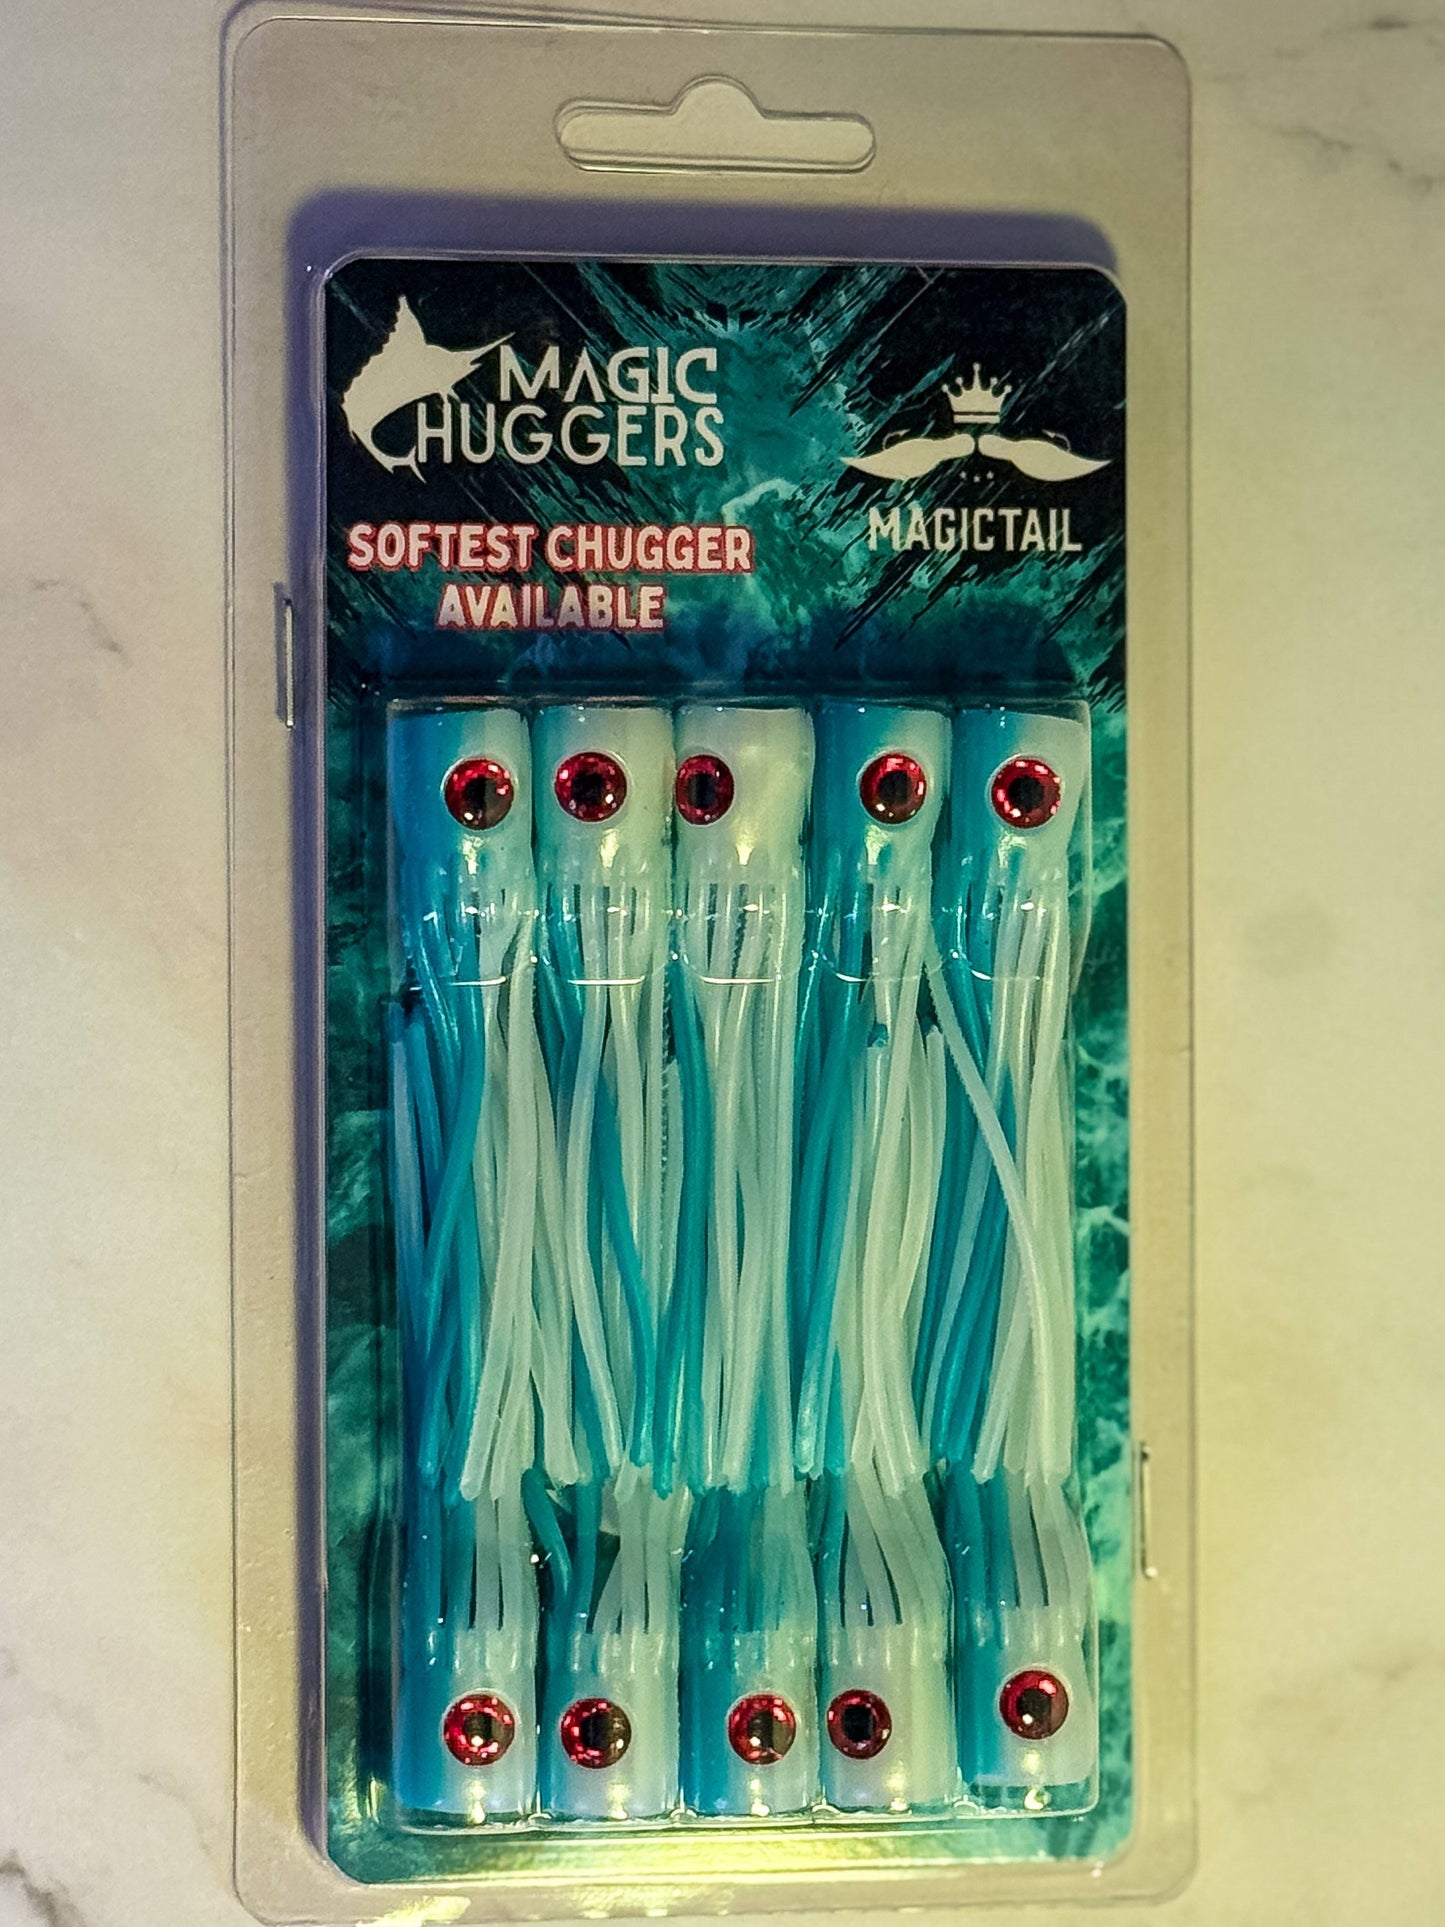 MAGIC
CHUGGERS
SOFTEST CHUGGER
AVAILABLE
MAGICTAIL